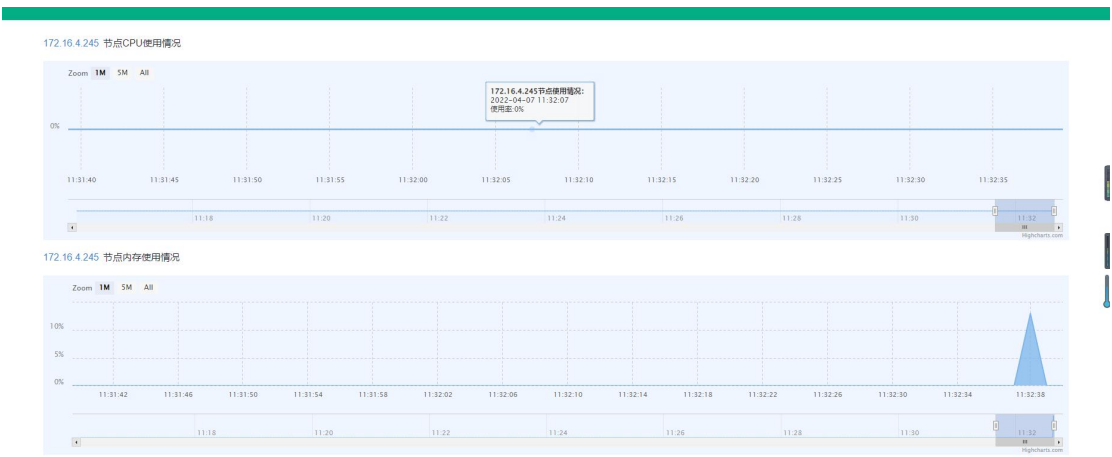 172.16.4.245 节点CPU使用情况
Zoom 1M 5M All
172.16.4.245节点使用情况:
2022-04-07 11:32:07
使用率:0%
0%
11:31:40 11:31:45 11:31:50 11:31:55 11:32:00 11:32:05 11:32:10 11:32:15 11:32:20 11:32:25 11:32:30 11:32:35
11:18 11:20 11:22 11:24 11:26 11:28 11:30 11:32
Highcharts.com
172.16.4.245 节点内存使用情况
Zoom 1M 5M All
10%
5%
0%
11:31:42 11:31:46 11:31:50 11:31:54 11:31:58 11:32:02 11:32:06 11:32:10 11:32:14 11:32:18 11:32:22 11:32:26 11:32:30 11:32:34 11:32:38
11:18 11:20 11:22 11:24 11:26 11:28 11:30 11:32
Highcharts.com